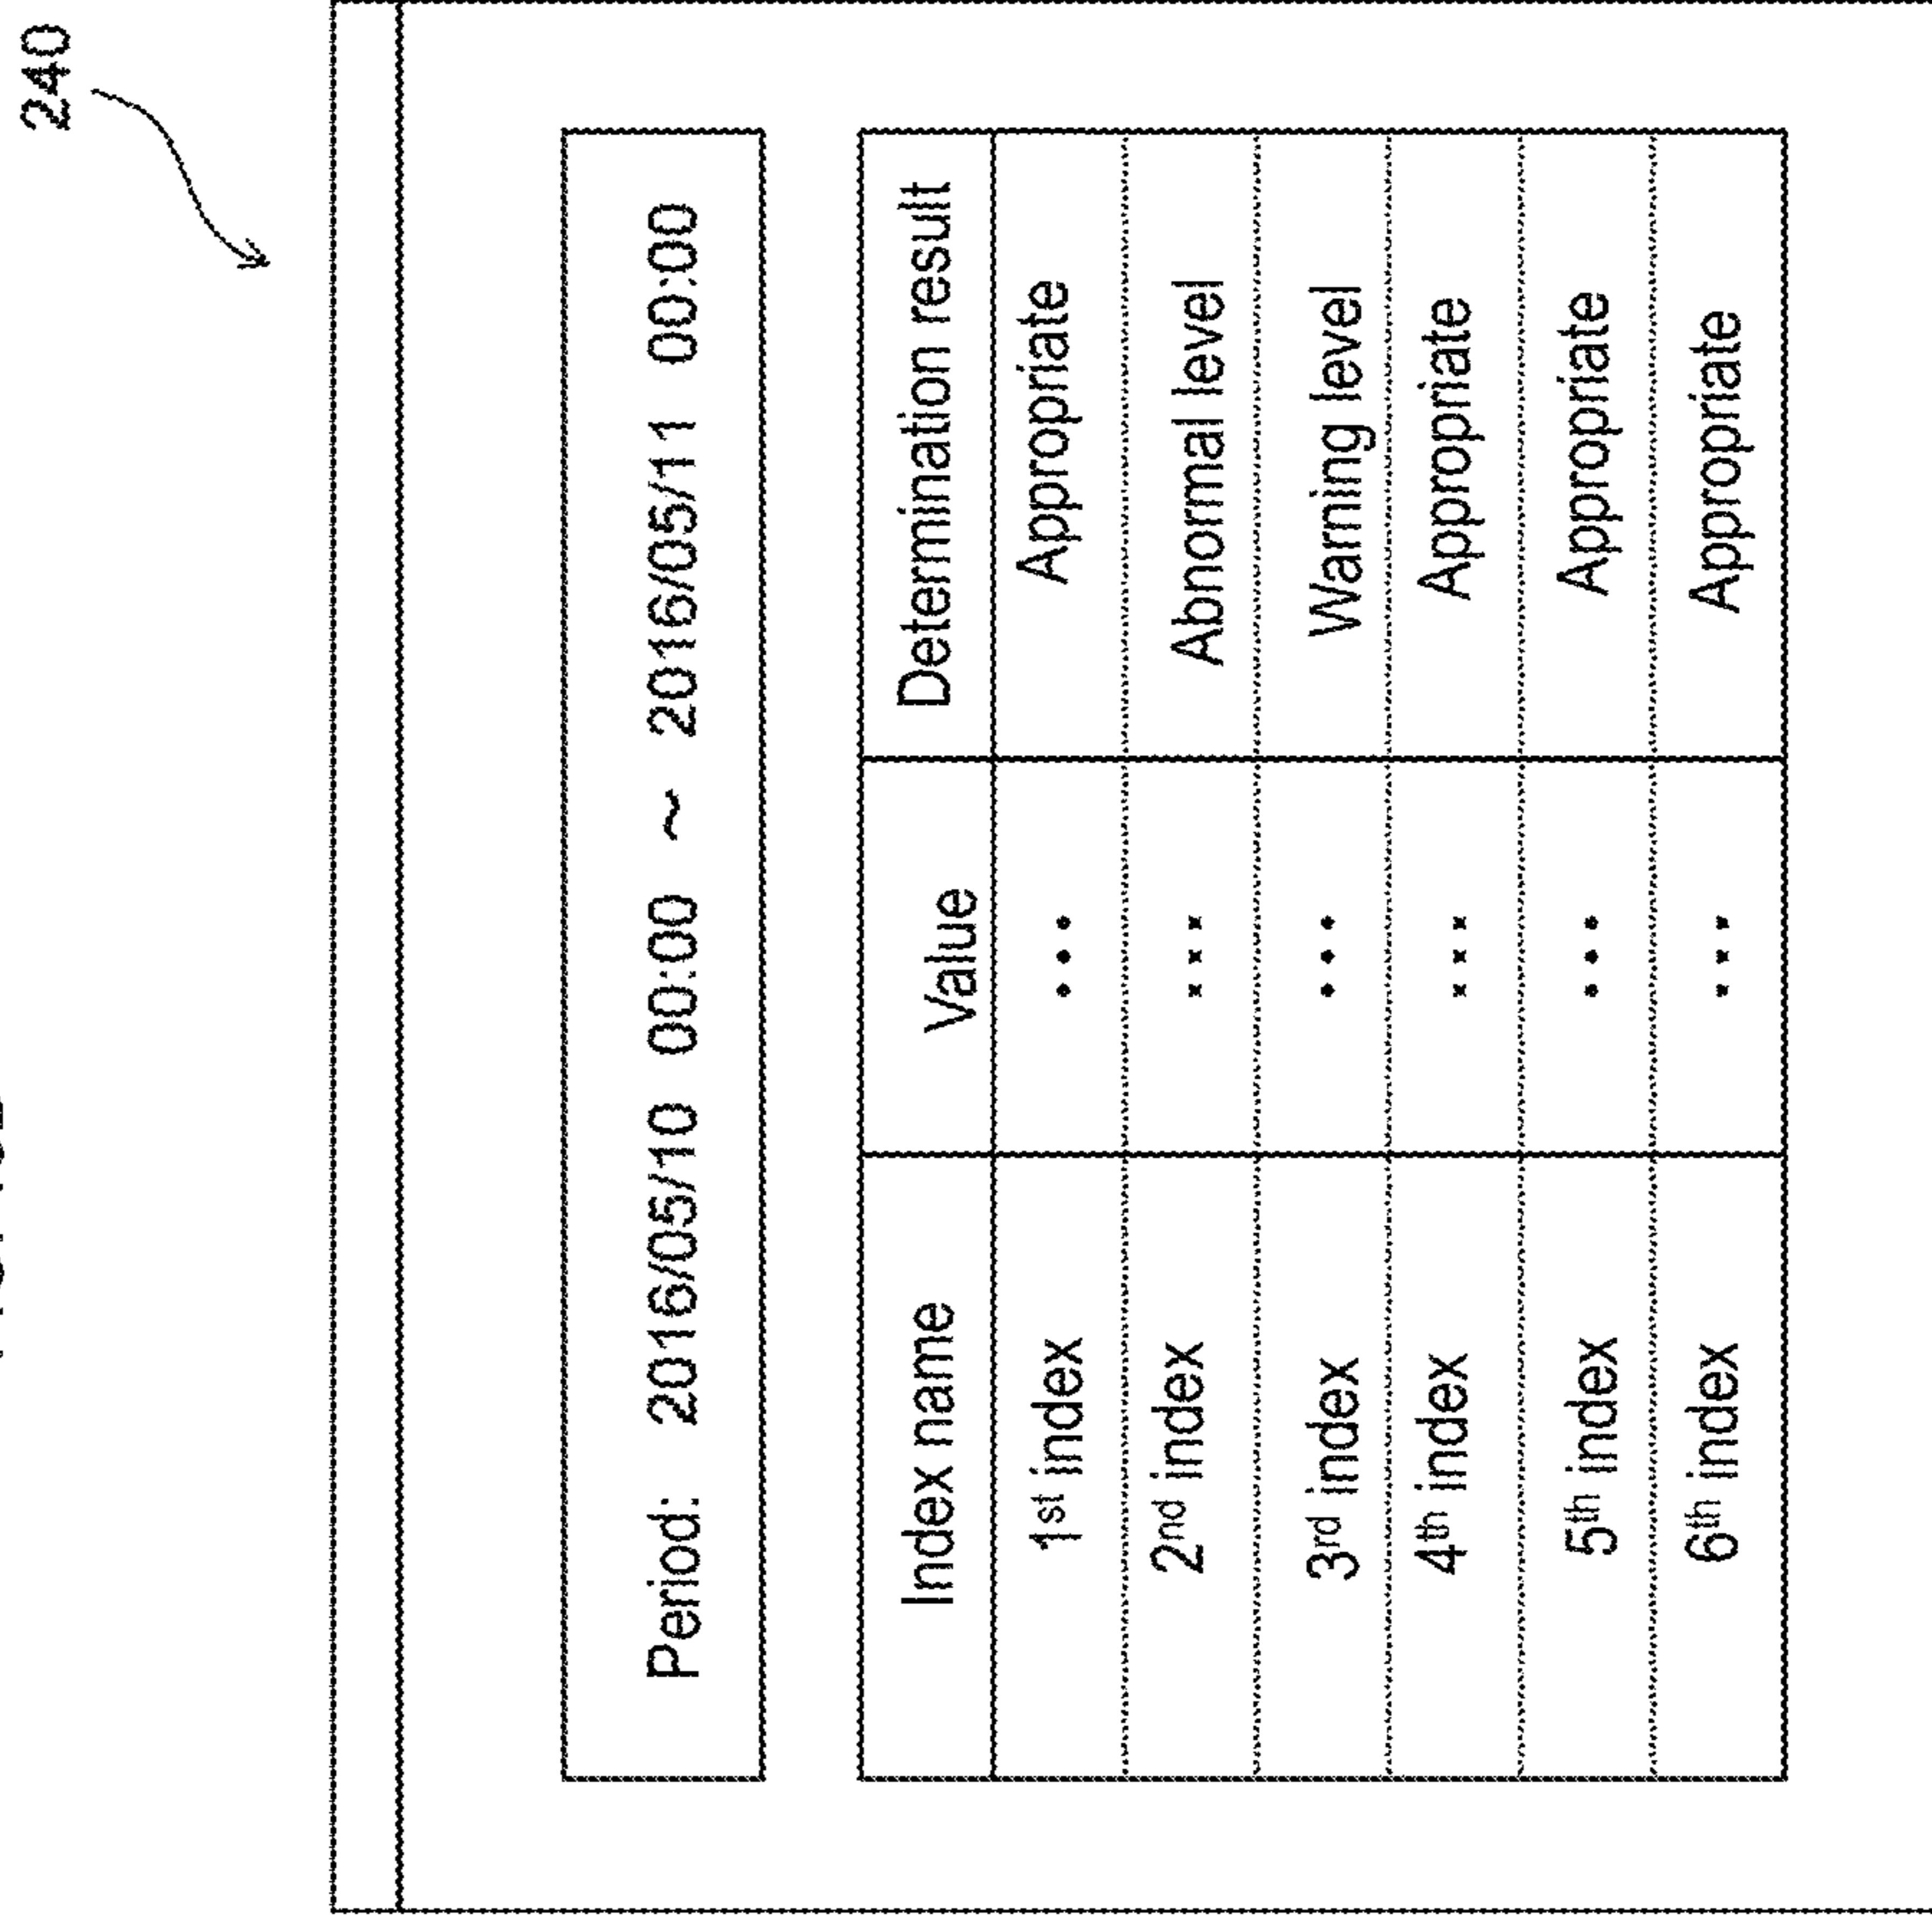 240
Period: 2016/05/10 00:00 ~ 2016/05/11 00:00
Index name Value Determination result
1st index • • • Appropriate
2nd index • • • Abnormal level
3rd index • • • Warning level
4th index • • • Appropriate
5th index • • • Appropriate
6th index • • • Appropriate